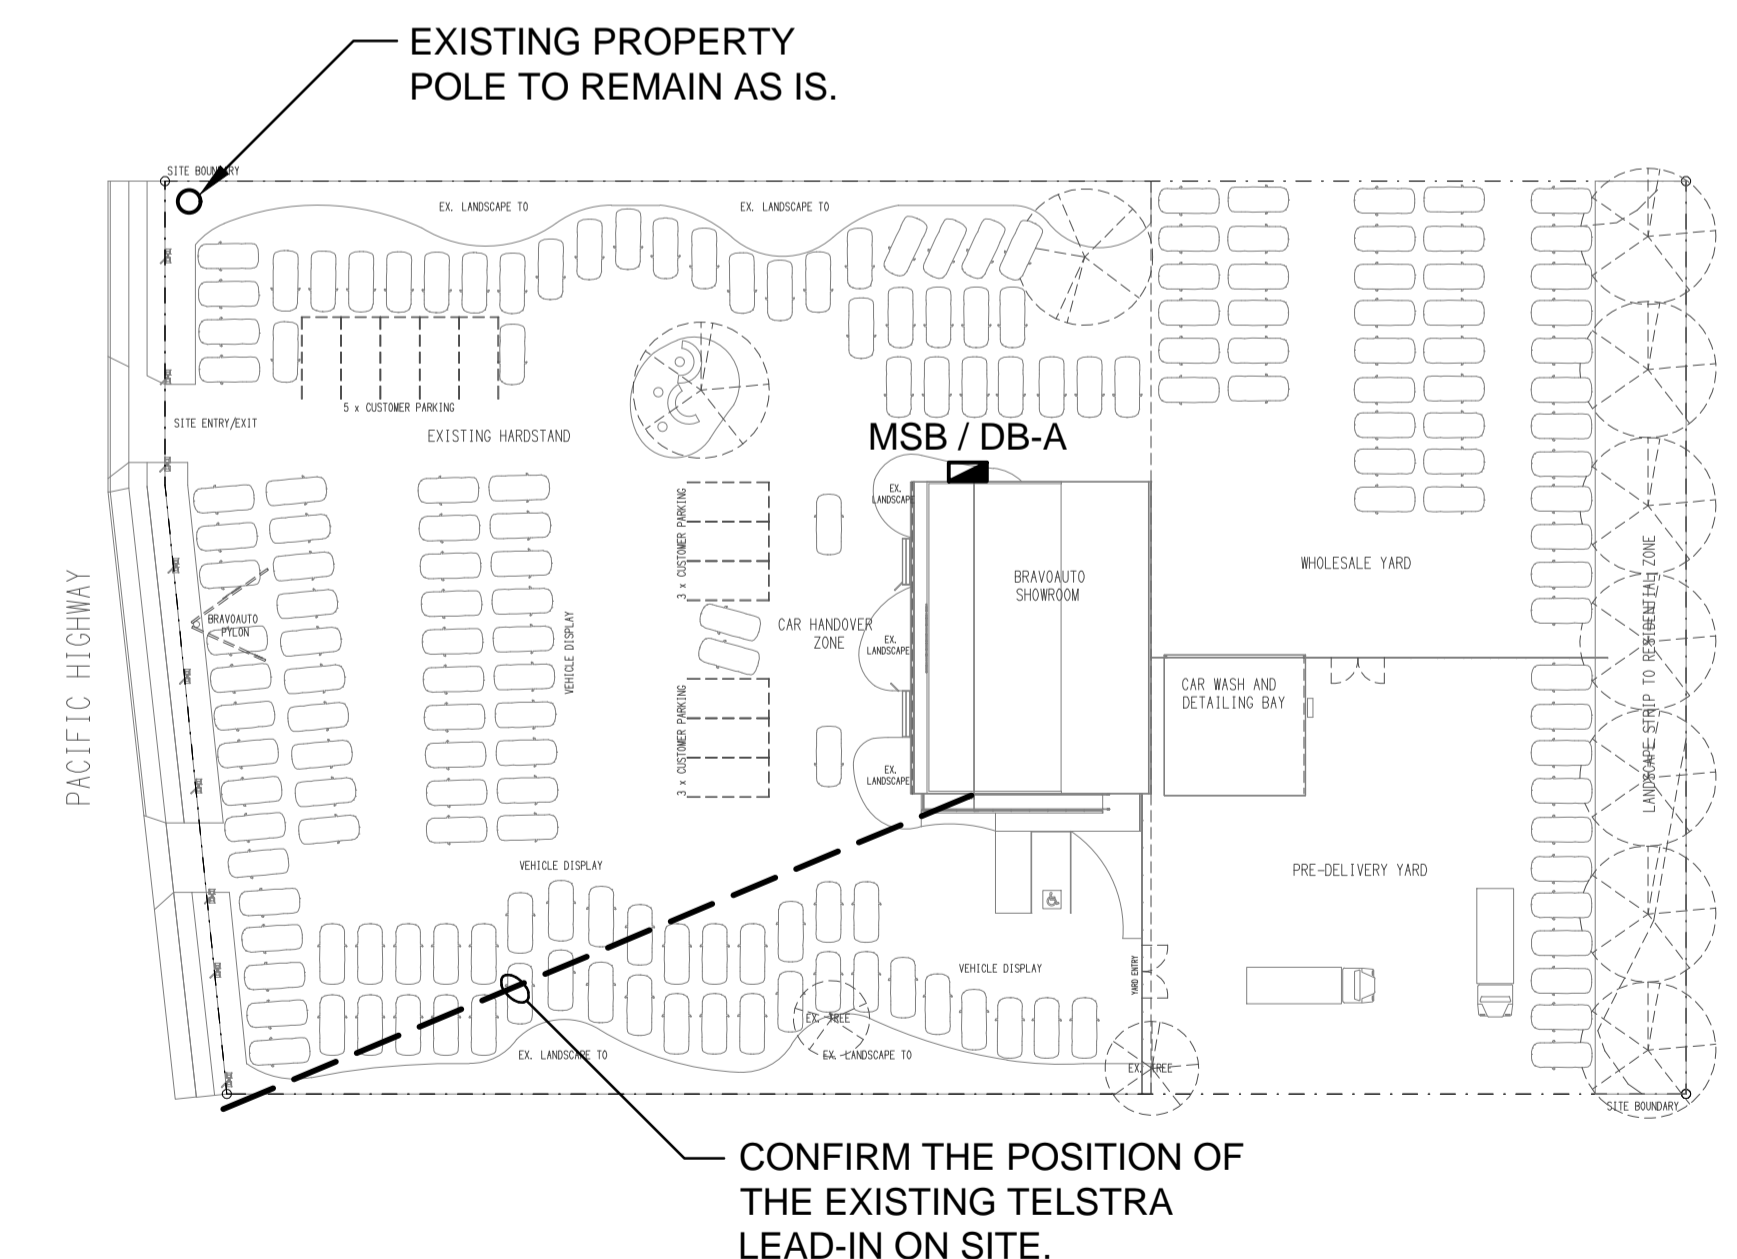 EXISTING PROPERTY
POLE TO REMAIN AS IS.
SITE BOUNDARY
EX. LANDSCAPE TO
EX. LANDSCAPE TO
5 x CUSTOMER PARKING
SITE ENTRY/EXIT
EXISTING HARDSTAND
MSB / DB-A
EX.
LANDSCAPE
3 x CUSTOMER PARKING
WHOLESALE YARD
BRAVOAUTO
SHOWROOM
PACIFIC HIGHWAY
BRAVOAUTO
PYLON
VEHICLE DISPLAY
CAR HANDOVER
ZONE
EX.
LANDSCAPE
LANDSCAPE STRIP TO RESIDENTIAL ZONE
CAR WASH AND
DETAILING BAY
3 x CUSTOMER PARKING
EX.
LANDSCAPE
VEHICLE DISPLAY
PRE-DELIVERY YARD
VEHICLE DISPLAY
YARD ENTRY
EX. TREE
EX. LANDSCAPE TO
EX. LANDSCAPE TO
EX. TREE
SITE BOUNDARY
CONFIRM THE POSITION OF
THE EXISTING TELSTRA
LEAD-IN ON SITE.